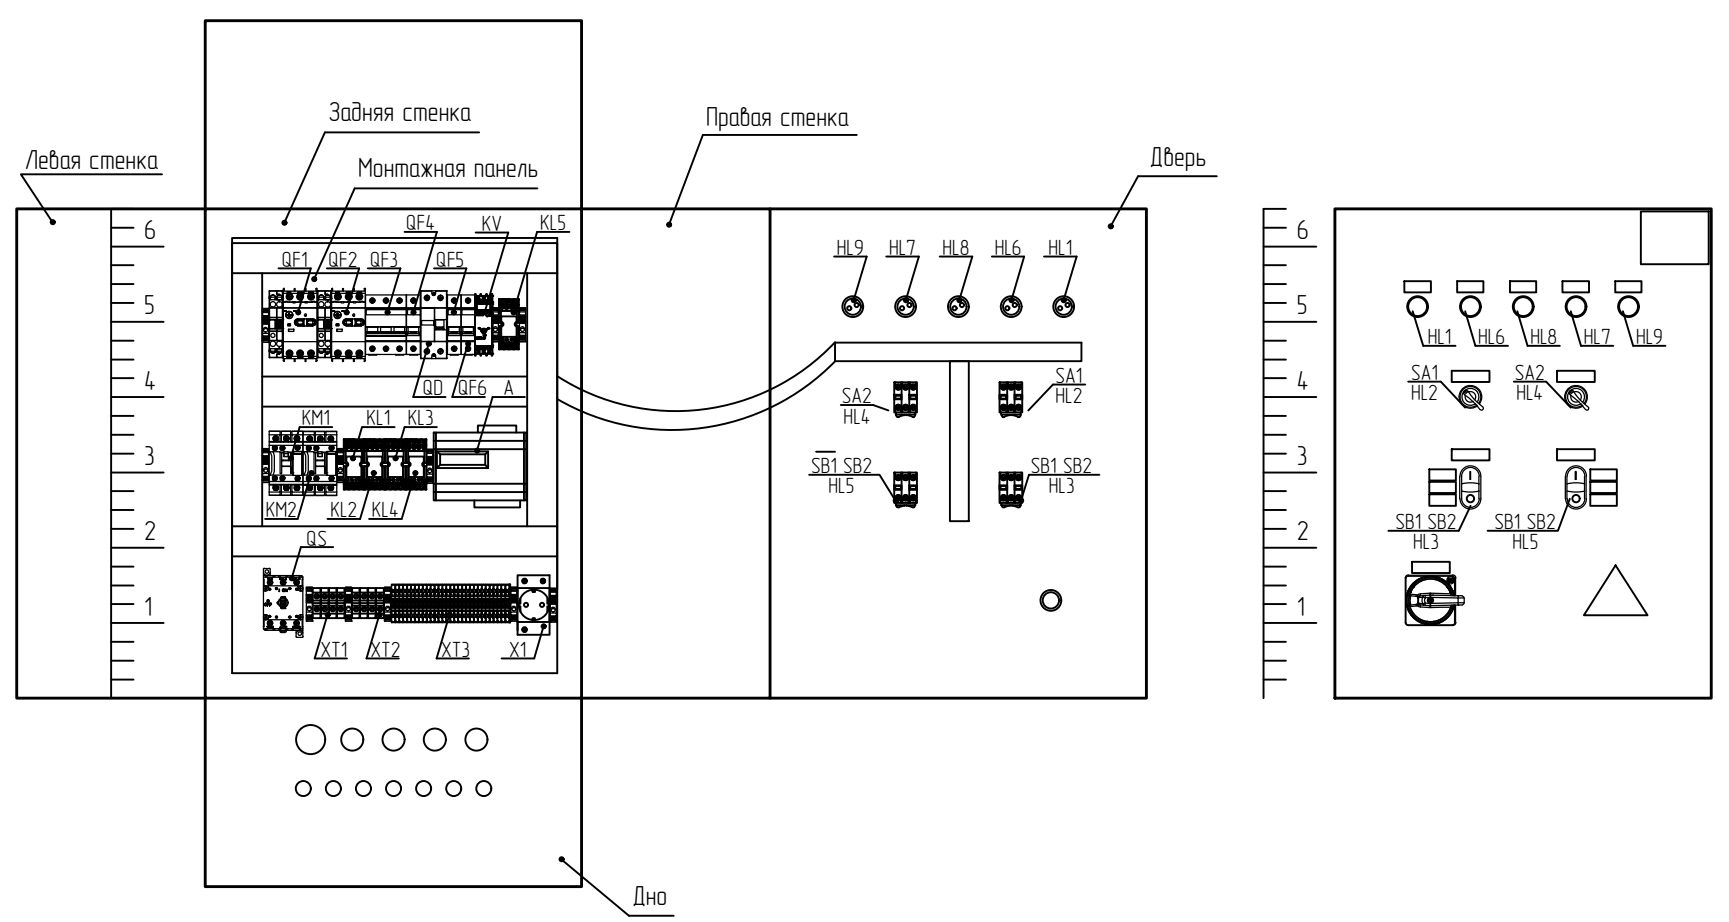 Задняя стенка
Правая стенка
Левая стенка
Монтажная панель
Дверь
QF4
KV
KL5
QF1
QF2
QF3
QF5
QD
QF6
A
KM1
KL1
KL3
KM2
KL2
KL4
QS
XT1
XT2
XT3
X1
6
5
4
3
2
1
HL9
HL7
HL8
HL6
HL1
SA2
HL4
SA1
HL2
SB1 SB2
HL5
SB1 SB2
HL3
6
5
4
3
2
1
HL1
HL6
HL8
HL7
HL9
SA1
HL2
SA2
HL4
SB1 SB2
HL3
SB1 SB2
HL5
Дно